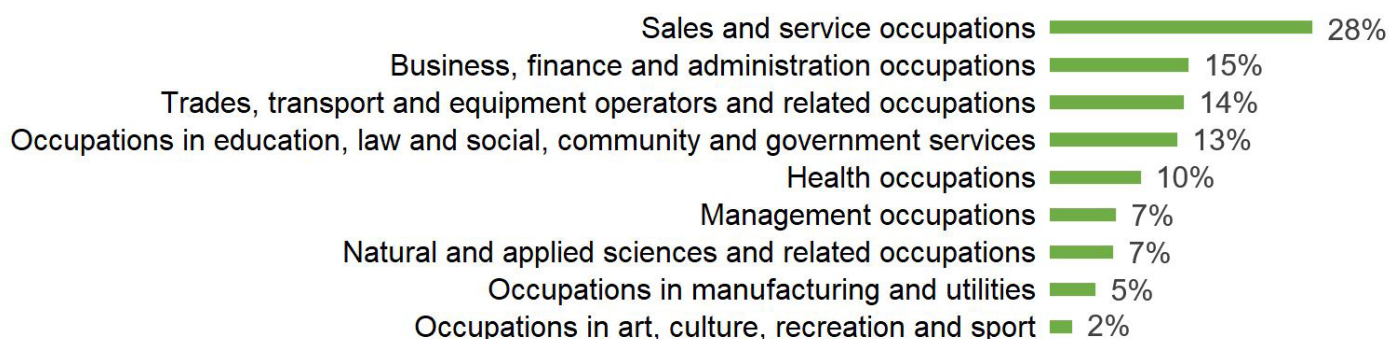 Sales and service occupations 28%
Business, finance and administration occupations 15%
Trades, transport and equipment operators and related occupations 14%
Occupations in education, law and social, community and government services 13%
Health occupations 10%
Management occupations 7%
Natural and applied sciences and related occupations 7%
Occupations in manufacturing and utilities 5%
Occupations in art, culture, recreation and sport 2%